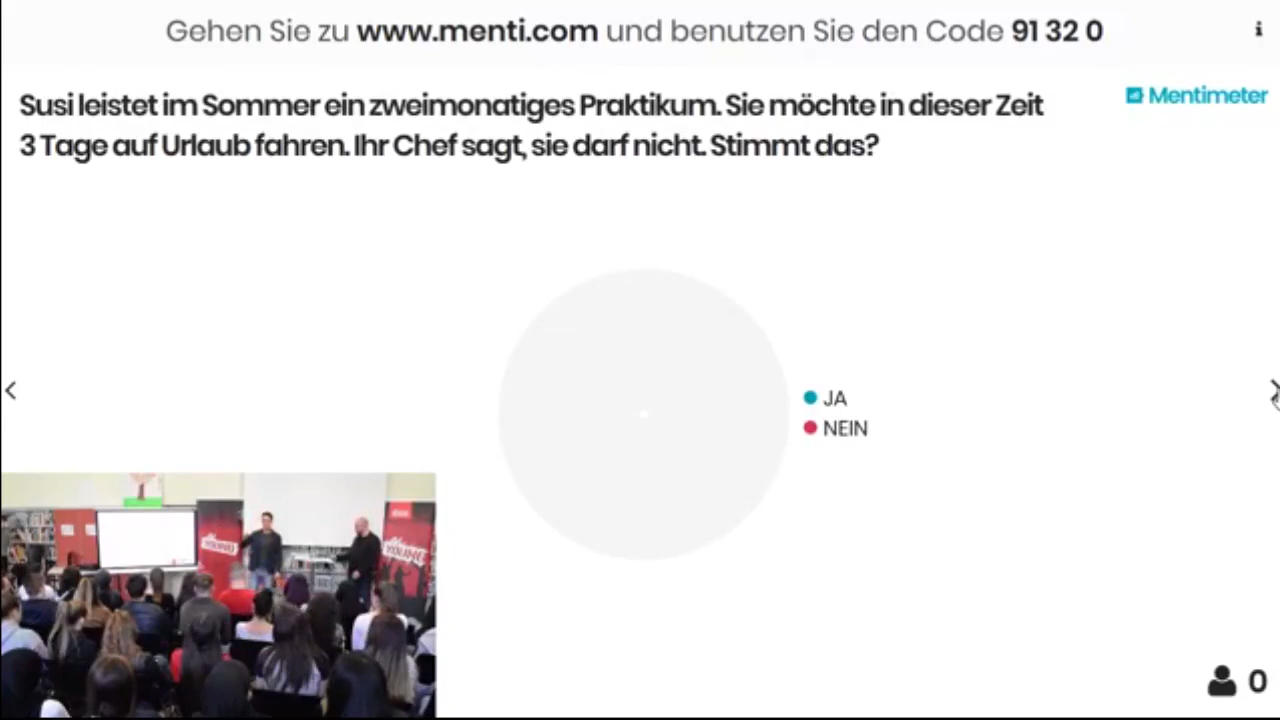 Gehen Sie zu www.menti.com und benutzen Sie den Code 91 32 0
Mentimeter
Susi leistet im Sommer ein zweimonatiges Praktikum. Sie möchte in dieser Zeit
3 Tage auf Urlaub fahren. Ihr Chef sagt, sie darf nicht. Stimmt das?
JA
NEIN
YOUNG
YOUNG
0